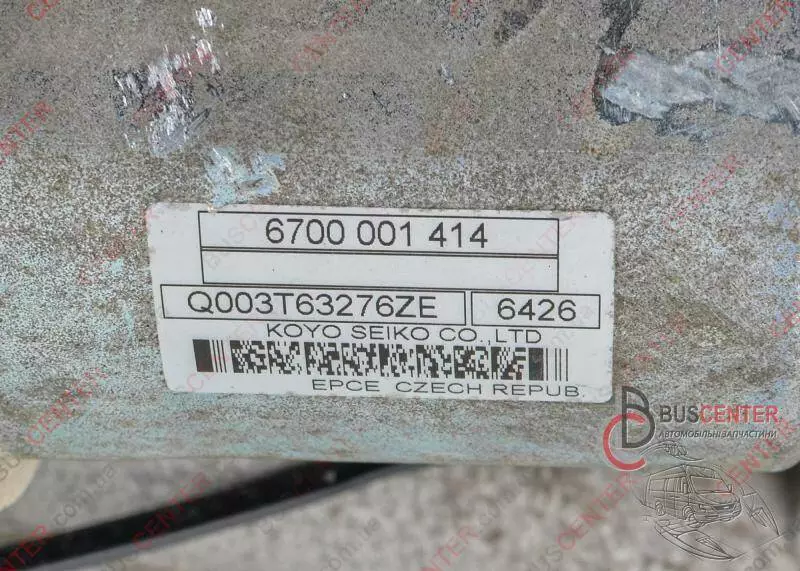 6700 001 414
Q003T63276ZE 6426
KOYO SEIKO CO.,LTD
EPCE CZECH REPUB.
BUSCENTER
АВТОМОБІЛЬНІ ЗАПЧАСТИНИ